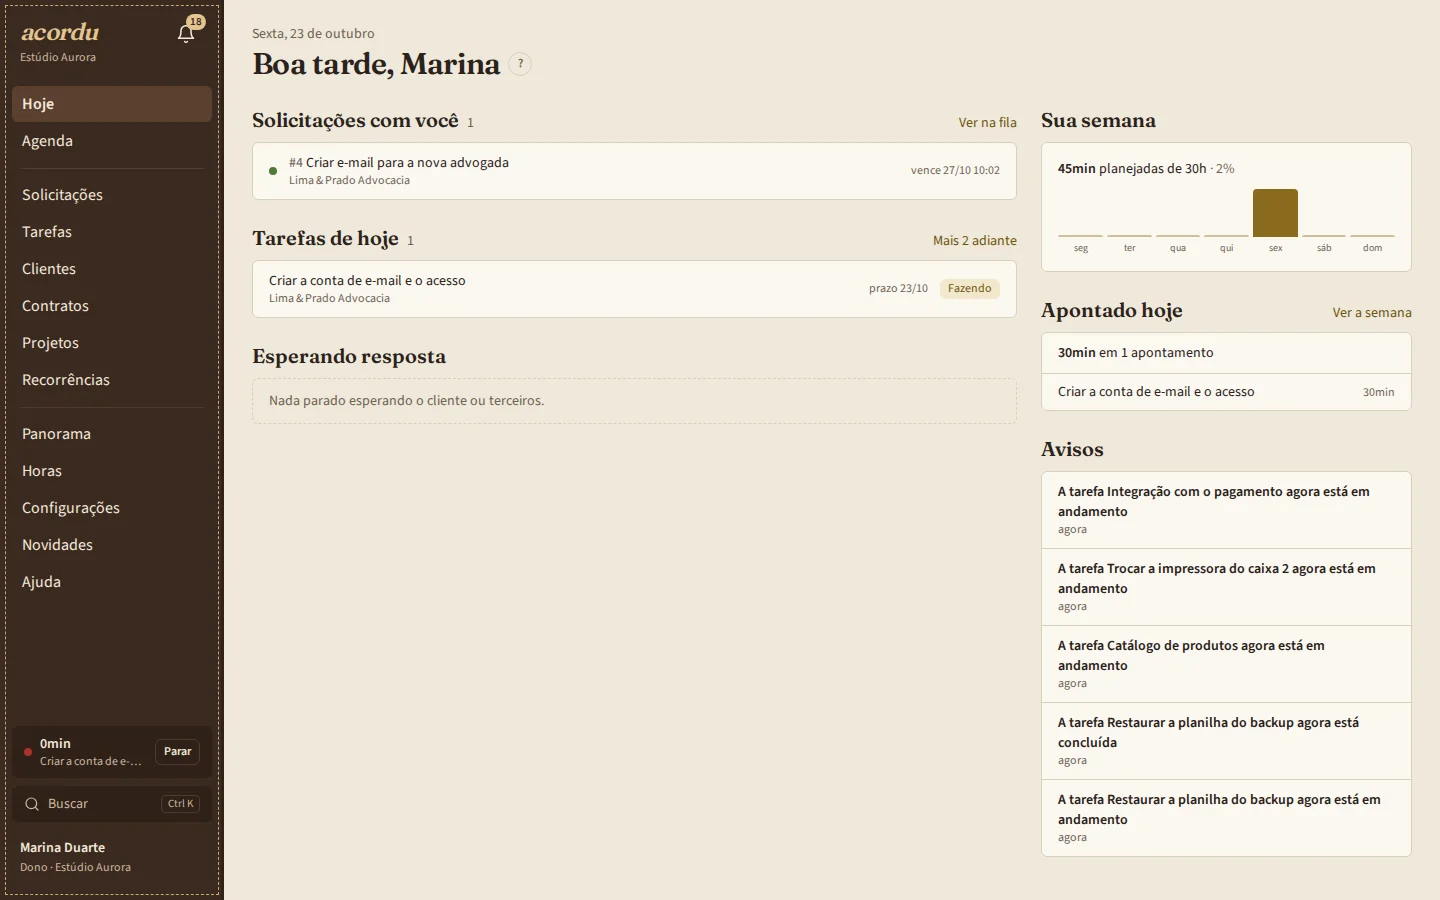 acordu
18
Estúdio Aurora
Hoje
Agenda
Solicitações
Tarefas
Clientes
Contratos
Projetos
Recorrências
Panorama
Horas
Configurações
Novidades
Ajuda
0min
Criar a conta de e-…
Parar
Buscar
Ctrl K
Marina Duarte
Dono · Estúdio Aurora
Sexta, 23 de outubro
Boa tarde, Marina ?
Solicitações com você 1
Ver na fila
#4 Criar e-mail para a nova advogada
Lima & Prado Advocacia
vence 27/10 10:02
Tarefas de hoje 1
Mais 2 adiante
Criar a conta de e-mail e o acesso
Lima & Prado Advocacia
prazo 23/10
Fazendo
Esperando resposta
Nada parado esperando o cliente ou terceiros.
Sua semana
45min planejadas de 30h · 2%
seg ter qua qui sex sáb dom
Apontado hoje
Ver a semana
30min em 1 apontamento
Criar a conta de e-mail e o acesso
30min
Avisos
A tarefa Integração com o pagamento agora está em
andamento
agora
A tarefa Trocar a impressora do caixa 2 agora está em
andamento
agora
A tarefa Catálogo de produtos agora está em
andamento
agora
A tarefa Restaurar a planilha do backup agora está
concluída
agora
A tarefa Restaurar a planilha do backup agora está em
andamento
agora